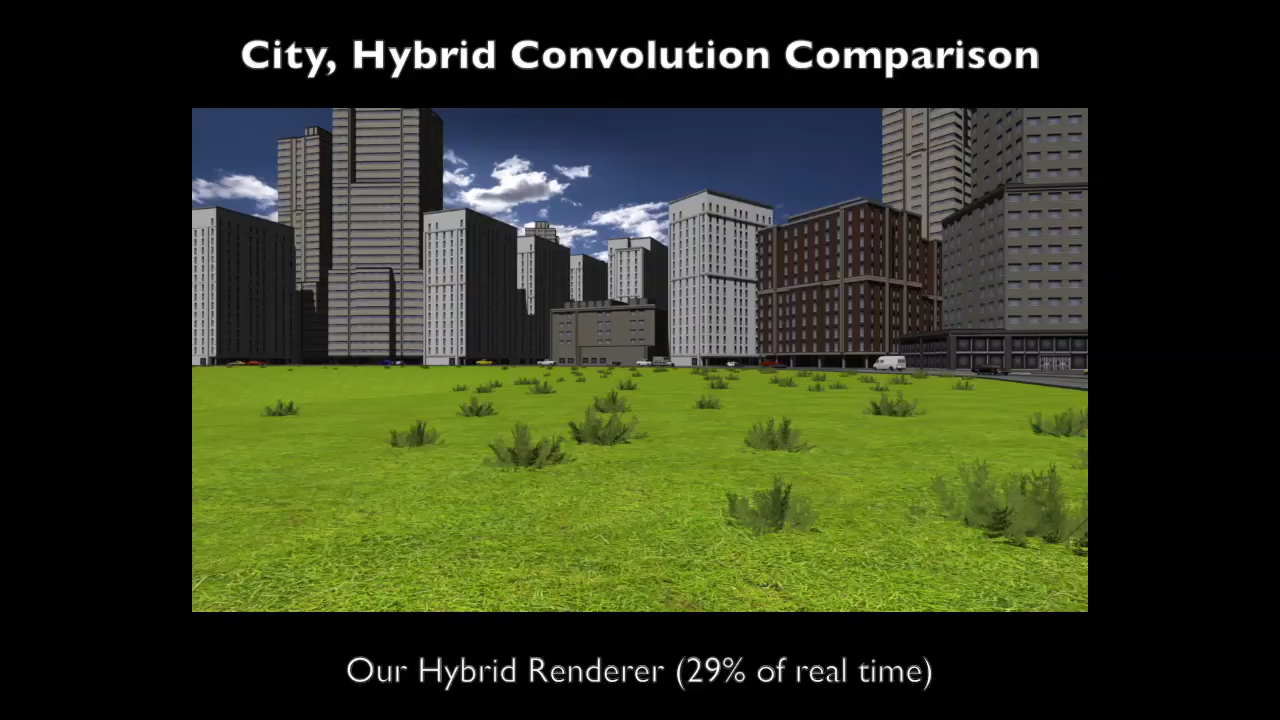 City, Hybrid Convolution Comparison
Our Hybrid Renderer (29% of real time)